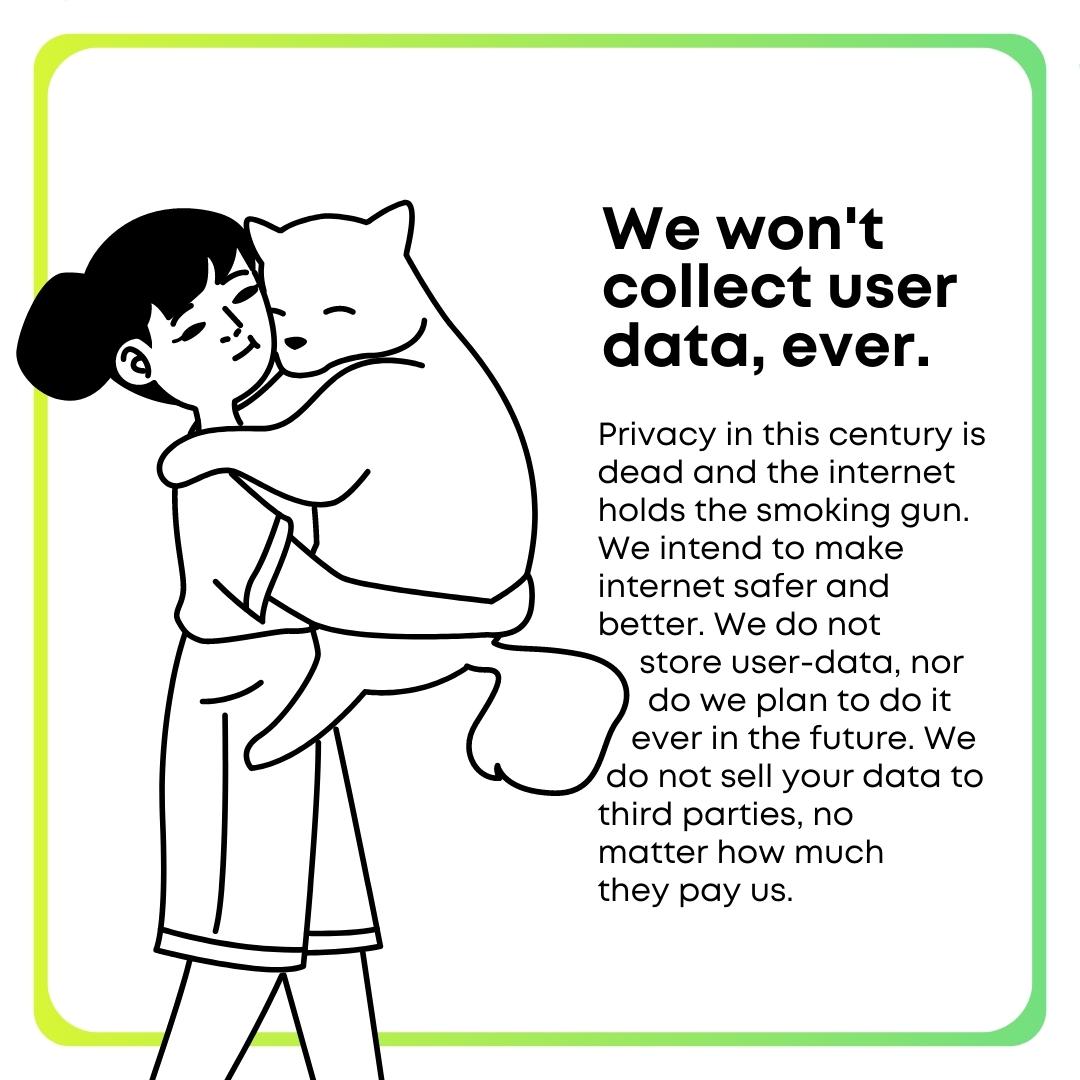 We won't
collect user
data, ever.
Privacy in this century is
dead and the internet
holds the smoking gun.
We intend to make
internet safer and
better. We do not
store user-data, nor
do we plan to do it
ever in the future. We
do not sell your data to
third parties, no
matter how much
they pay us.